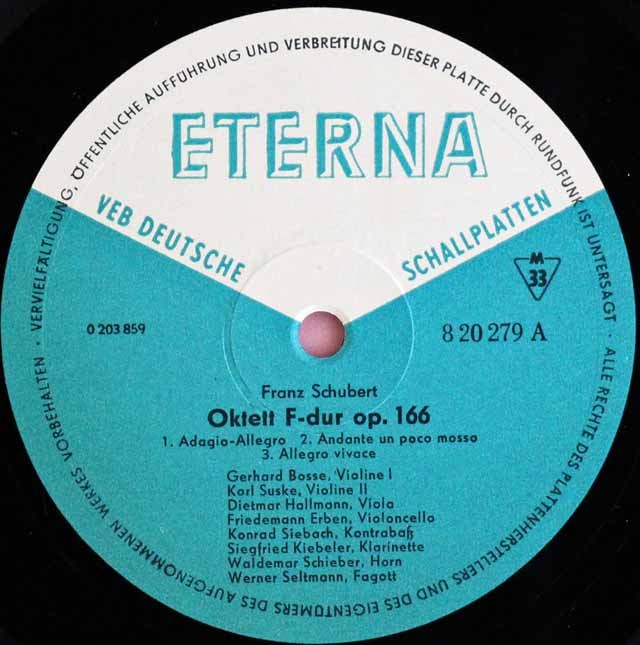 ALLE RECHTE DES PLATTENHERSTELLERS UND DES EIGENTÜMERS DES AUFGENOMMENEN WERKES VORBEHALTEN · VERVIELFÄLTIGUNG, ÖFFENTLICHE AUFFÜHRUNG UND VERBREITUNG DIESER PLATTE DURCH RUNDFUNK IST UNTERSAGT ·
ETERNA
VEB DEUTSCHE SCHALLPLATTEN
M
33
0 203 859
8 20 279 A
Franz Schubert
Oktett F-dur op. 166
1. Adagio-Allegro 2. Andante un poco mosso
3. Allegro vivace
Gerhard Bosse, Violine I
Karl Suske, Violine II
Dietmar Hallmann, Viola
Friedemann Erben, Violoncello
Konrad Siebach, Kontrabaß
Siegfried Kiebeler, Klarinette
Waldemar Schieber, Horn
Werner Seltmann, Fagott